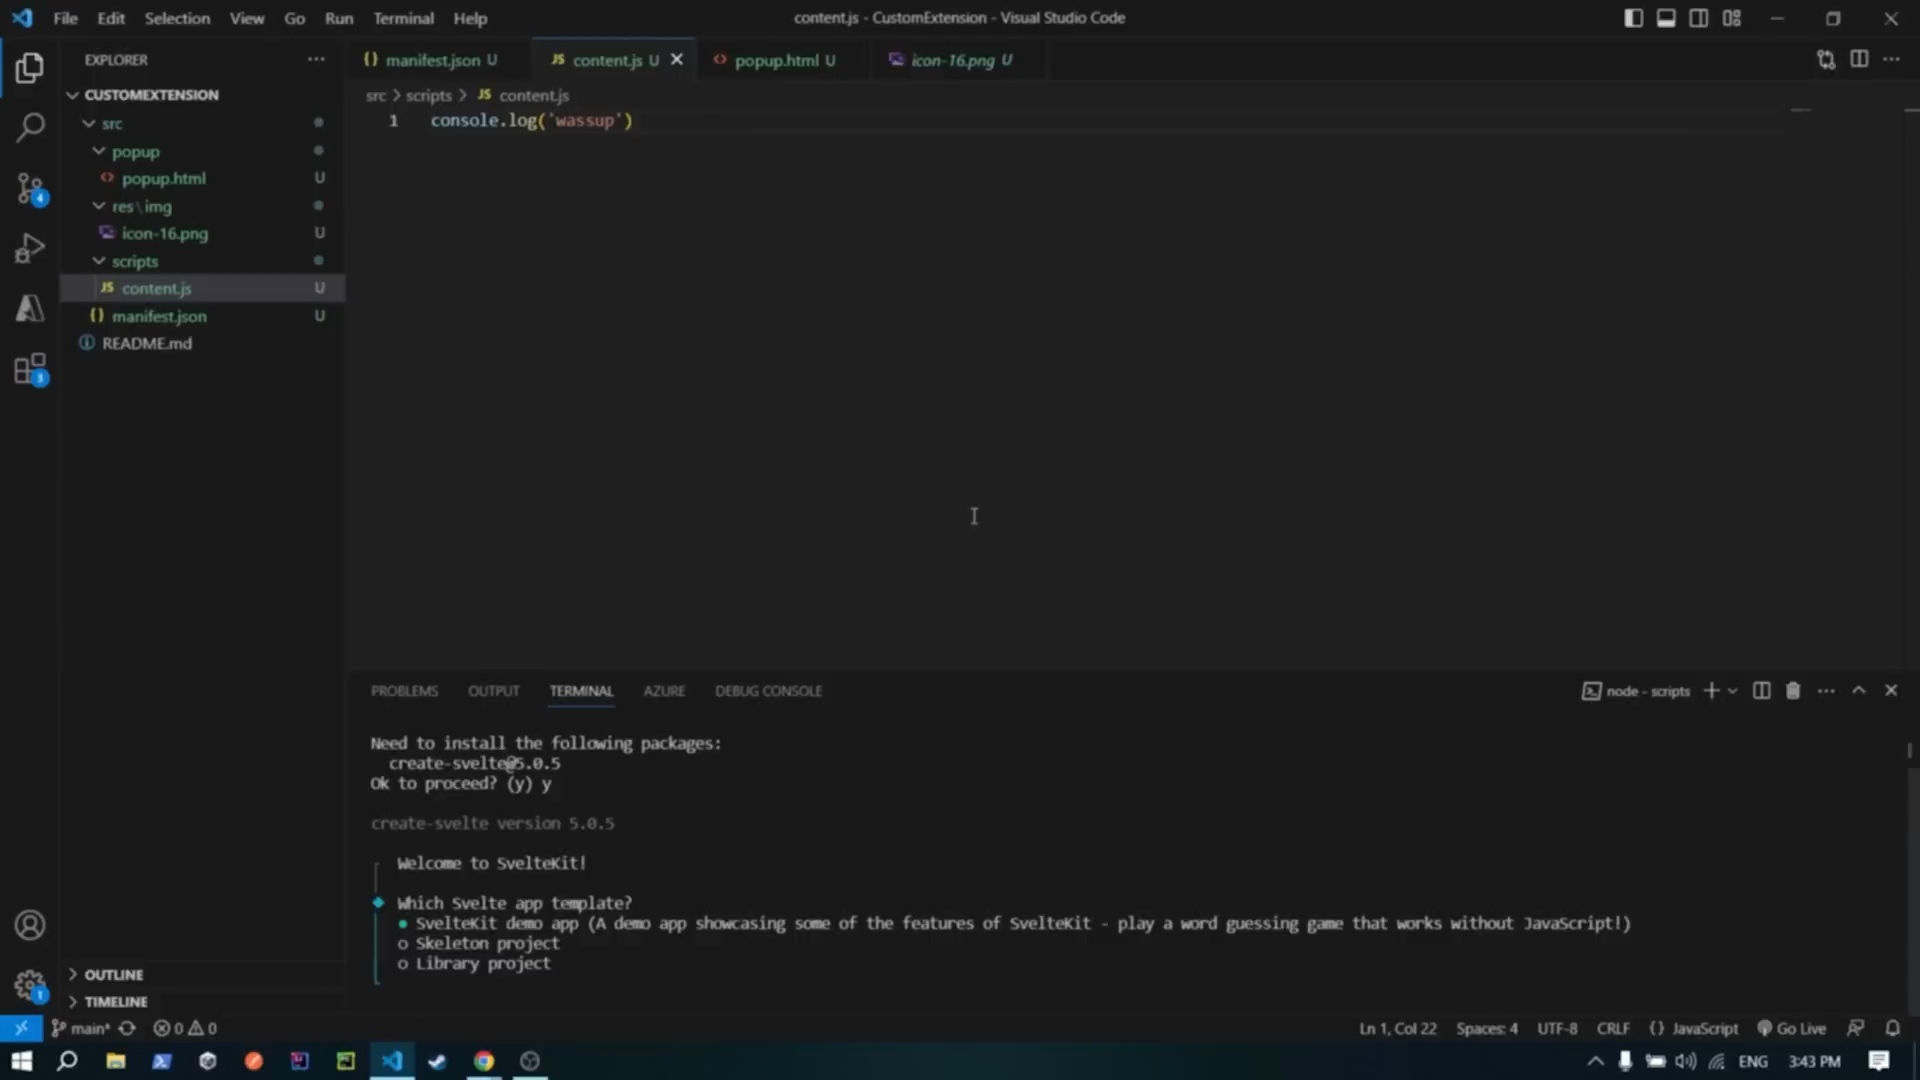 File Edit Selection View Go Run Terminal Help
content.js - CustomExtension - Visual Studio Code
EXPLORER
CUSTOMEXTENSION
src
popup
popup.html U
res\img
icon-16.png U
scripts
content.js U
manifest.json U
README.md
OUTLINE
TIMELINE
manifest.json U
JS content.js U
popup.html U
icon-16.png U
src > scripts > JS content.js
1 console.log('wassup')
PROBLEMS OUTPUT TERMINAL AZURE DEBUG CONSOLE
node - scripts
Need to install the following packages:
create-svelte@5.0.5
Ok to proceed? (y) y
create-svelte version 5.0.5
Welcome to SvelteKit!
Which Svelte app template?
SvelteKit demo app (A demo app showcasing some of the features of SvelteKit - play a word guessing game that works without JavaScript!)
Skeleton project
Library project
4
3
1
main* 0 0
Ln 1, Col 22 Spaces: 4 UTF-8 CRLF {} JavaScript Go Live
ENG 3:43 PM